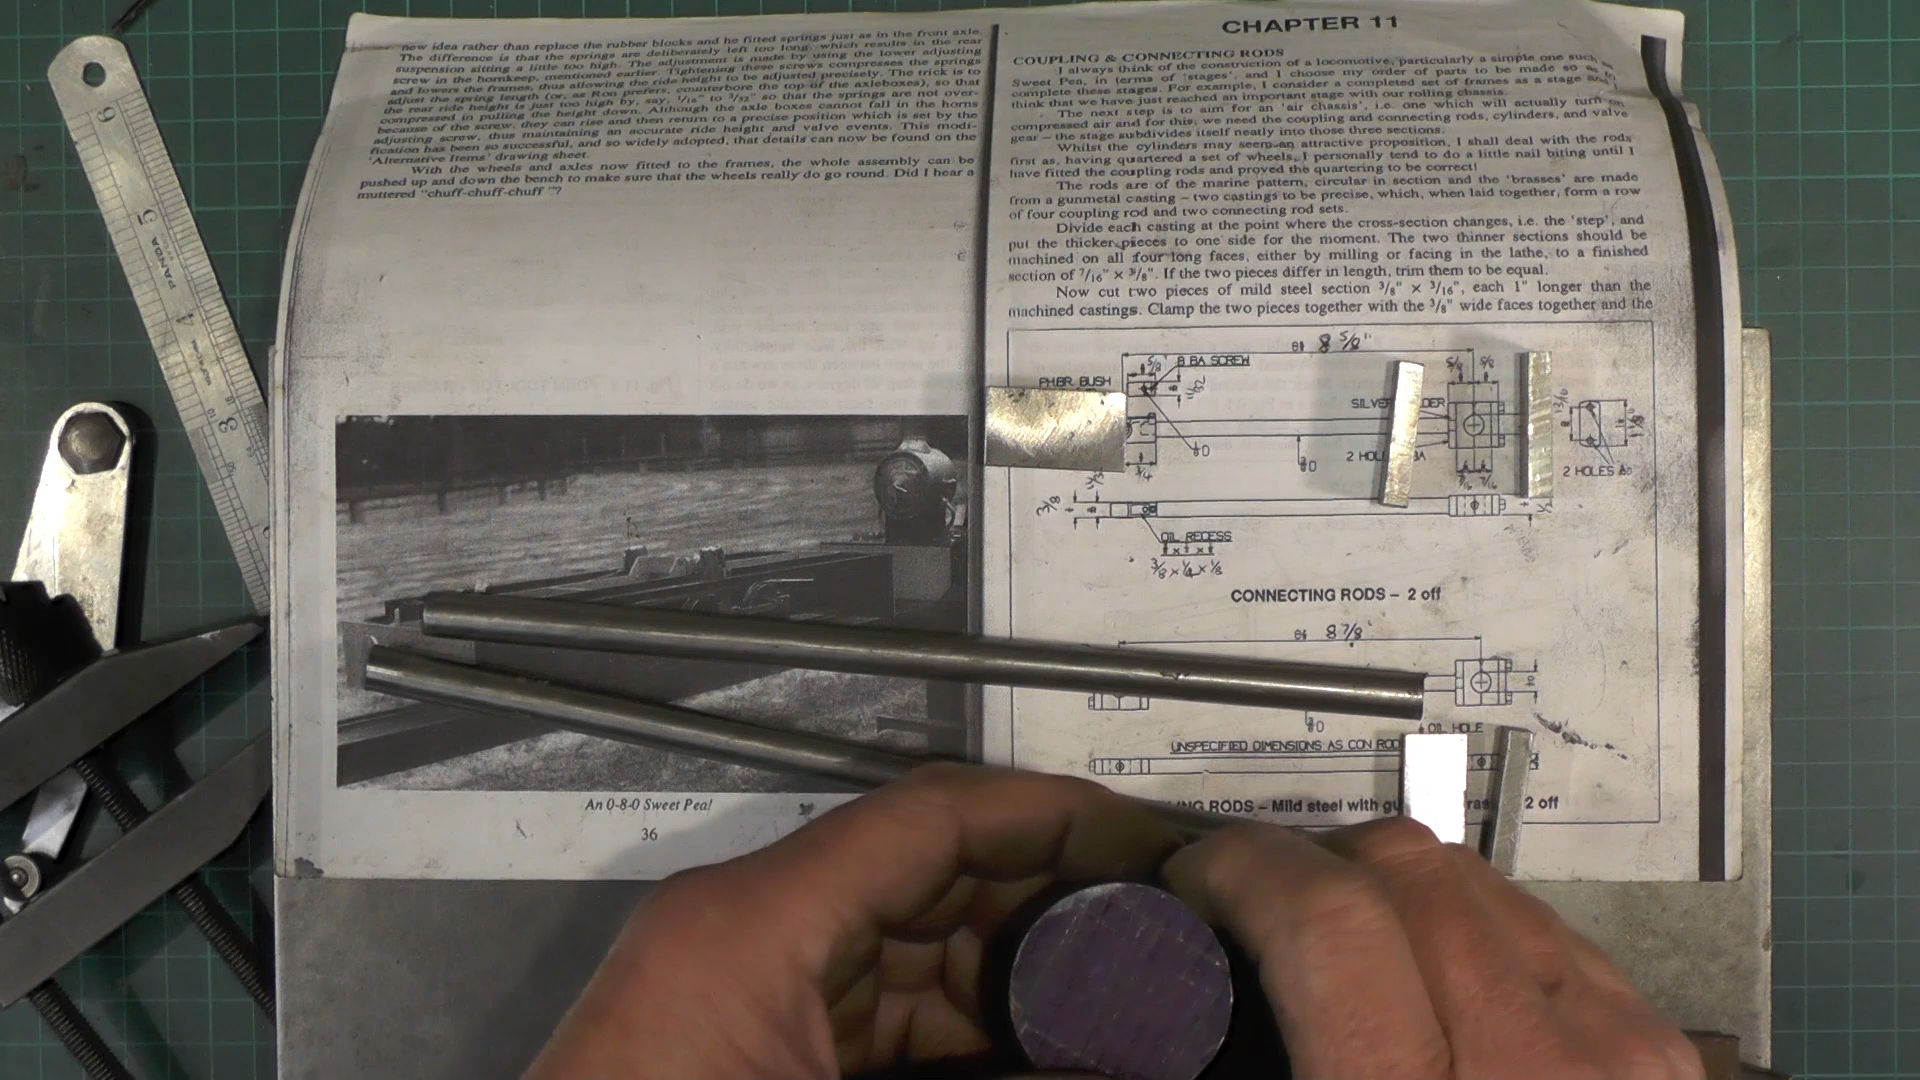 new idea rather than replace the rubber blocks and he fitted springs just as in the front axle.
The difference is that the springs are deliberately left too long, which results in the rear
suspension sitting a little too high. The adjustment is made by using the lower adjusting
screw in the hornkeep, mentioned earlier. Tightening these screws compresses the springs
and lowers the frames, thus allowing the ride height to be adjusted precisely. The trick is to
adjust the spring length (or, as Ron prefers, counterbore the top of the axleboxes), so that
the rear ride height is just too high by, say, 1/16" to 3/32" so that the springs are not over-
compressed in pulling the height down. Although the axle boxes cannot fall in the horns
because of the screw, they can rise and then return to a precise position which is set by the
adjusting screw, thus maintaining an accurate ride height and valve events. This modi-
fication has been so successful, and so widely adopted, that details can now be found on the
'Alternative Items' drawing sheet.
With the wheels and axles now fitted to the frames, the whole assembly can be
pushed up and down the bench to make sure that the wheels really do go round. Did I hear a
muttered "chuff-chuff-chuff"?
An 0-8-0 Sweet Pea!
36
CHAPTER 11
COUPLING & CONNECTING RODS
I always think of the construction of a locomotive, particularly a simple one such as
Sweet Pea, in terms of 'stages', and I choose my order of parts to be made so as to
complete these stages. For example, I consider a completed set of frames as a stage and I
think that we have just reached an important stage with our rolling chassis.
The next step is to aim for an 'air chassis', i.e. one which will actually turn on
compressed air and for this, we need the coupling and connecting rods, cylinders, and valve
gear – the stage subdivides itself neatly into those three sections.
Whilst the cylinders may seem an attractive proposition, I shall deal with the rods
first as, having quartered a set of wheels, I personally tend to do a little nail biting until I
have fitted the coupling rods and proved the quartering to be correct!
The rods are of the marine pattern, circular in section and the 'brasses' are made
from a gunmetal casting – two castings to be precise, which, when laid together, form a row
of four coupling rod and two connecting rod sets.
Divide each casting at the point where the cross-section changes, i.e. the 'step', and
put the thicker pieces to one side for the moment. The two thinner sections should be
machined on all four long faces, either by milling or facing in the lathe, to a finished
section of 7/16" × 3/8". If the two pieces differ in length, trim them to be equal.
Now cut two pieces of mild steel section 3/8" × 3/16", each 1" longer than the
machined castings. Clamp the two pieces together with the 3/8" wide faces together and the
8 5/8"
8 BA SCREW
PH.BR. BUSH
SILVER
2 HOLES
OIL RECESS
3/8 × 1/4 × 1/8
CONNECTING RODS – 2 off
8 7/8"
OIL HOLE
UNSPECIFIED DIMENSIONS AS CON ROD
RODS – Mild steel with 2 off
PANDA
6
5
4
3